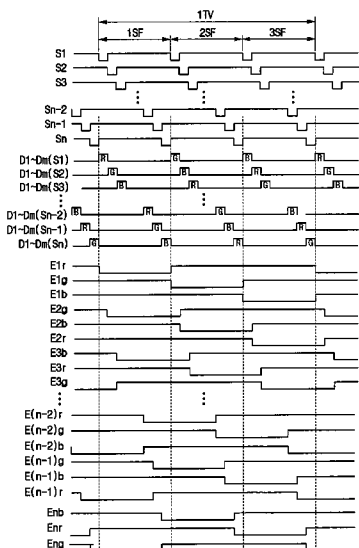 1TV
1SF 2SF 3SF
S1
S2
S3
Sn-2
Sn-1
Sn
D1~Dm(S1)
D1~Dm(S2)
D1~Dm(S3)
D1~Dm(Sn-2)
D1~Dm(Sn-1)
D1~Dm(Sn)
E1r
E1g
E1b
E2g
E2b
E2r
E3b
E3r
E3g
E(n-2)r
E(n-2)g
E(n-2)b
E(n-1)g
E(n-1)b
E(n-1)r
Enb
Enr
Eng